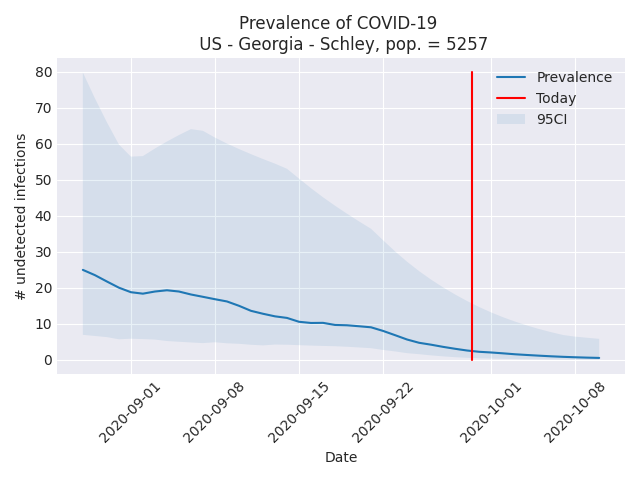 Prevalence of COVID-19
US - Georgia - Schley, pop. = 5257
80
70
60
50
40
30
20
10
0
# undetected infections
Prevalence
Today
95CI
2020-09-01
2020-09-08
2020-09-15
2020-09-22
2020-10-01
2020-10-08
Date